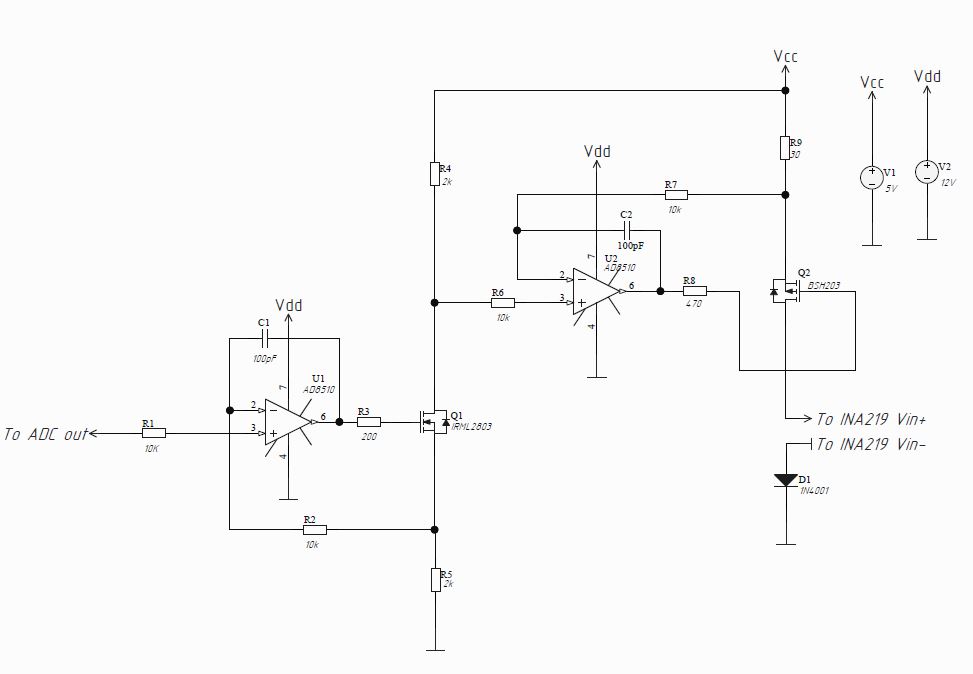 Vcc
Vdd
Vcc
V1
5V
V2
12V
R9
30
R4
2k
Vdd
R7
10k
C2
100pF
7
U2
AD8510
2
3
6
4
R6
10k
R8
470
Q2
BSH203
Vdd
C1
100pF
7
U1
AD8510
2
3
6
4
R3
200
Q1
IRML2803
To ADC out
R1
10K
To INA219 Vin+
To INA219 Vin-
D1
1N4001
R2
10k
R5
2k